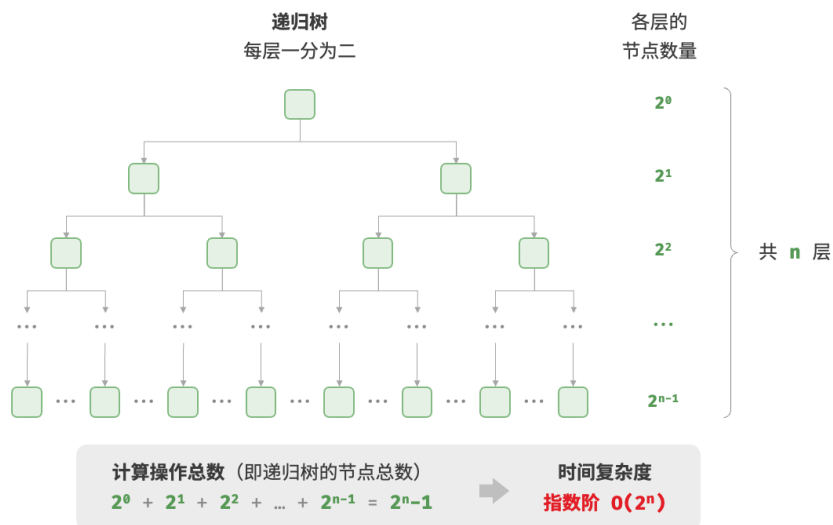 递归树
每层一分为二
各层的
节点数量
2⁰
2¹
2²
...
2ⁿ⁻¹
共 n 层
... ... ... ... ... ... ... ...
... ... ... ... ... ... ...
计算操作总数（即递归树的节点总数）
2⁰ + 2¹ + 2² + … + 2ⁿ⁻¹ = 2ⁿ-1
时间复杂度
指数阶 O(2ⁿ)